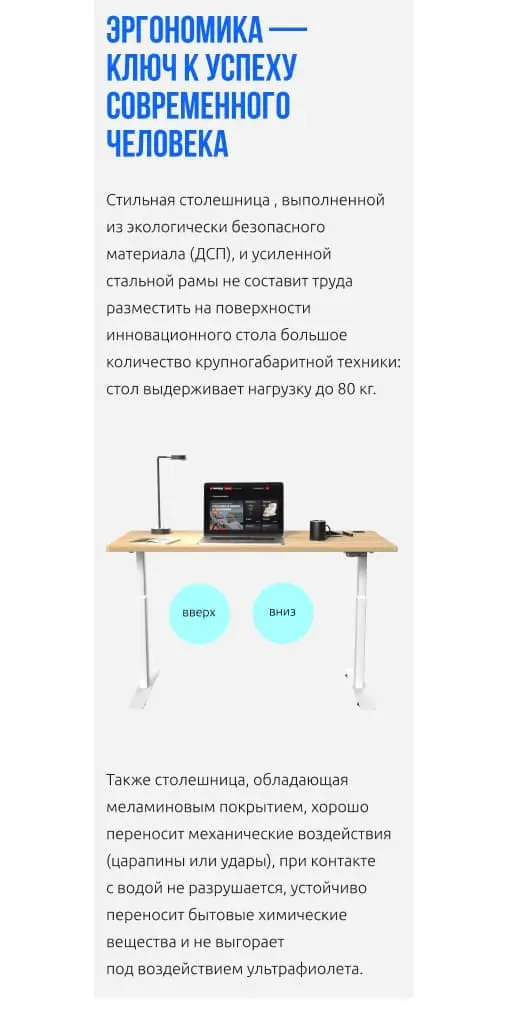 ЭРГОНОМИКА —
КЛЮЧ К УСПЕХУ
СОВРЕМЕННОГО
ЧЕЛОВЕКА
Стильная столешница , выполненной
из экологически безопасного
материала (ДСП), и усиленной
стальной рамы не составит труда
разместить на поверхности
инновационного стола большое
количество крупногабаритной техники:
стол выдерживает нагрузку до 80 кг.
вверх
вниз
Также столешница, обладающая
меламиновым покрытием, хорошо
переносит механические воздействия
(царапины или удары), при контакте
с водой не разрушается, устойчиво
переносит бытовые химические
вещества и не выгорает
под воздействием ультрафиолета.